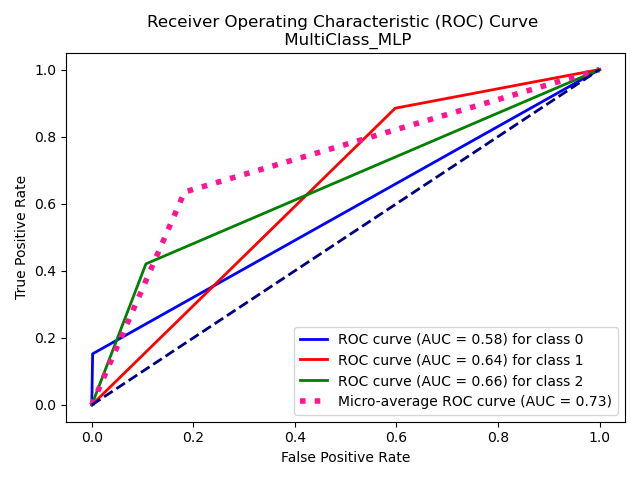 Receiver Operating Characteristic (ROC) Curve
MultiClass_MLP
True Positive Rate
1.0
0.8
0.6
0.4
0.2
0.0
ROC curve (AUC = 0.58) for class 0
ROC curve (AUC = 0.64) for class 1
ROC curve (AUC = 0.66) for class 2
Micro-average ROC curve (AUC = 0.73)
0.0 0.2 0.4 0.6 0.8 1.0
False Positive Rate